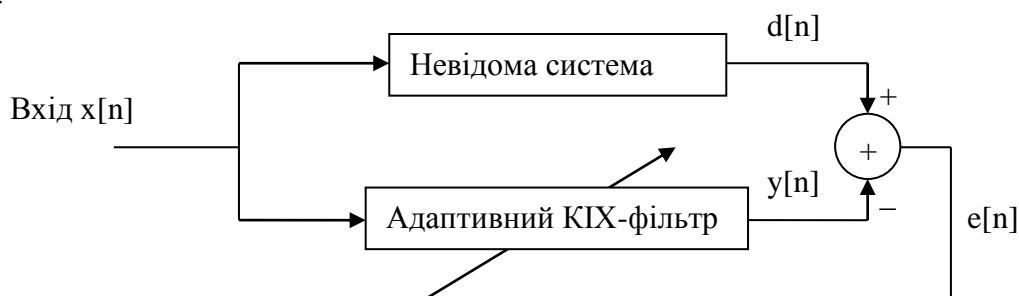 d[n]
Невідома система
Вхід x[n]
+
+
y[n]
Адаптивний КІХ-фільтр
−
e[n]